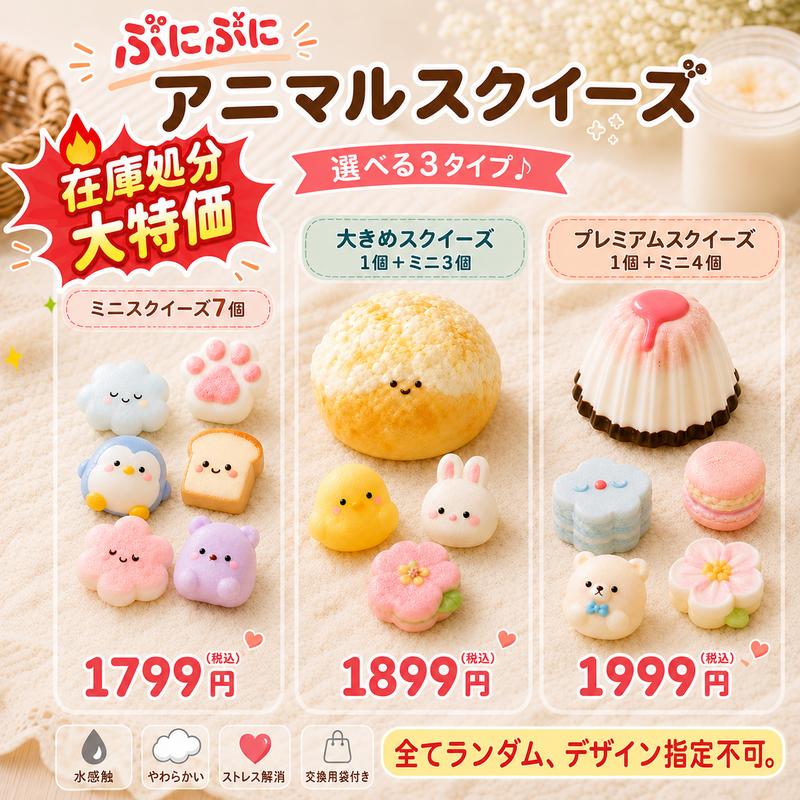 ぷにぷに
アニマルスクイーズ
在庫処分
大特価
選べる3タイプ♪
ミニスクイーズ7個
大きめスクイーズ
1個+ミニ3個
プレミアムスクイーズ
1個+ミニ4個
1799円(税込)
1899円(税込)
1999円(税込)
水感触
やわらかい
ストレス解消
交換用袋付き
全てランダム、デザイン指定不可。